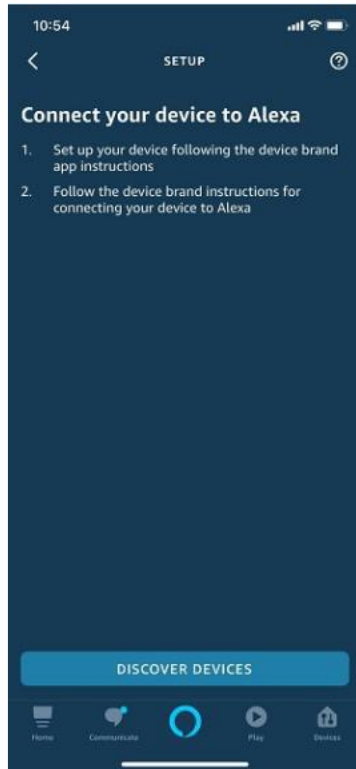 10:54
SETUP
Connect your device to Alexa
1. Set up your device following the device brand
app instructions
2. Follow the device brand instructions for
connecting your device to Alexa
DISCOVER DEVICES
Home
Communicate
Play
Devices